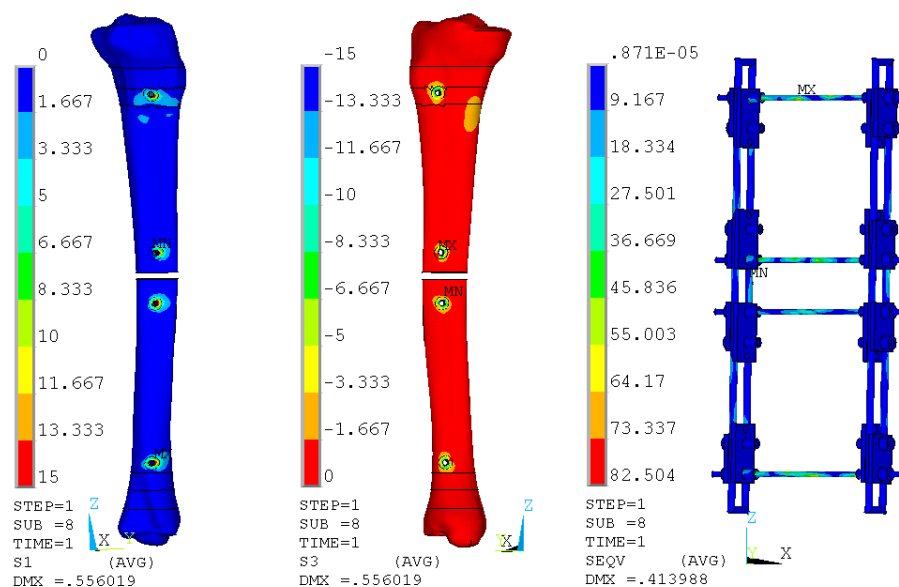 0
1.667
3.333
5
6.667
8.333
10
11.667
13.333
15
MN
STEP=1
SUB =8
TIME=1
S1 (AVG)
DMX =.556019
Z
X
Y
-15
-13.333
-11.667
-10
-8.333
-6.667
-5
-3.333
-1.667
0
MX
MN
STEP=1
SUB =8
TIME=1
S3 (AVG)
DMX =.556019
Z
X
.871E-05
9.167
18.334
27.501
36.669
45.836
55.003
64.17
73.337
82.504
MX
MN
STEP=1
SUB =8
TIME=1
SEQV (AVG)
DMX =.413988
Z
Y
X